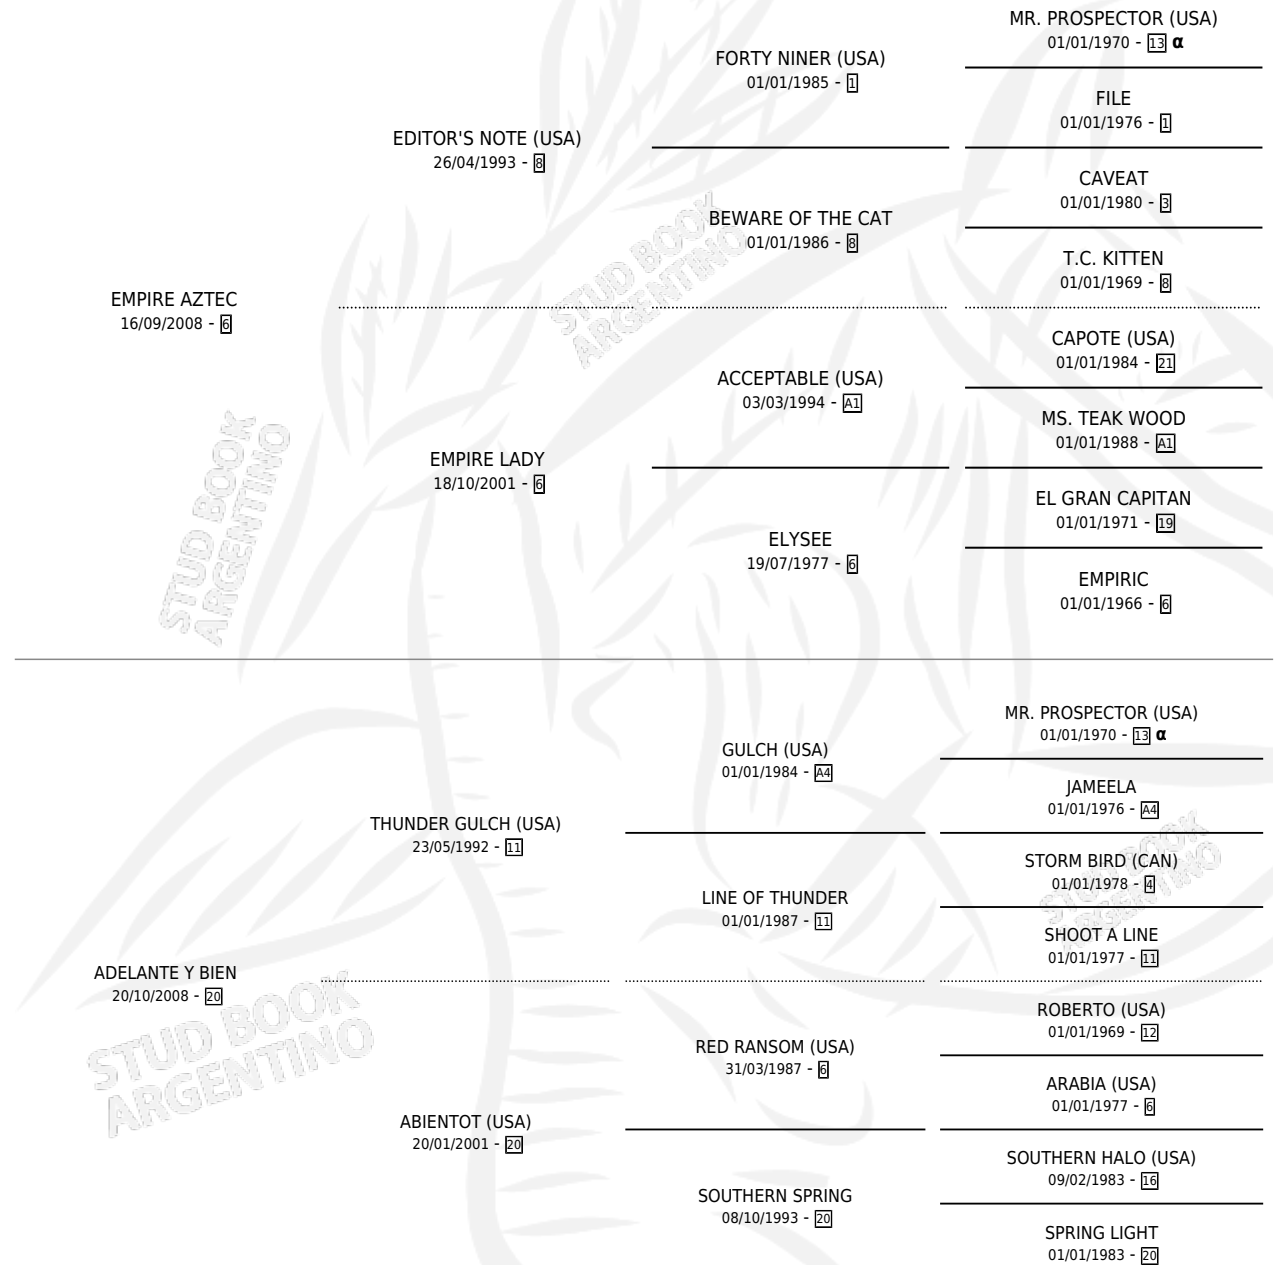 MR. PROSPECTOR (USA)
01/01/1970 - 13 α
FORTY NINER (USA)
01/01/1985 - 1
FILE
01/01/1976 - 1
EDITOR'S NOTE (USA)
26/04/1993 - 8
CAVEAT
01/01/1980 - 3
BEWARE OF THE CAT
01/01/1986 - 8
T.C. KITTEN
01/01/1969 - 8
EMPIRE AZTEC
16/09/2008 - 6
STUD BOOK
ARGENTINO
CAPOTE (USA)
01/01/1984 - 21
ACCEPTABLE (USA)
03/03/1994 - A1
MS. TEAK WOOD
01/01/1988 - A1
EMPIRE LADY
18/10/2001 - 6
EL GRAN CAPITAN
01/01/1971 - 19
STUD BOOK
ARGENTINO
ELYSEE
19/07/1977 - 6
EMPIRIC
01/01/1966 - 6
MR. PROSPECTOR (USA)
01/01/1970 - 13 α
GULCH (USA)
01/01/1984 - A4
JAMEELA
01/01/1976 - A4
THUNDER GULCH (USA)
23/05/1992 - 11
STORM BIRD (CAN)
01/01/1978 - 4
STUD BOOK
ARGENTINO
LINE OF THUNDER
01/01/1987 - 11
SHOOT A LINE
01/01/1977 - 11
ADELANTE Y BIEN
20/10/2008 - 20
STUD BOOK
ARGENTINO
ROBERTO (USA)
01/01/1969 - 12
RED RANSOM (USA)
31/03/1987 - 6
ARABIA (USA)
01/01/1977 - 6
ABIENTOT (USA)
20/01/2001 - 20
SOUTHERN HALO (USA)
09/02/1983 - 16
SOUTHERN SPRING
08/10/1993 - 20
SPRING LIGHT
01/01/1983 - 20